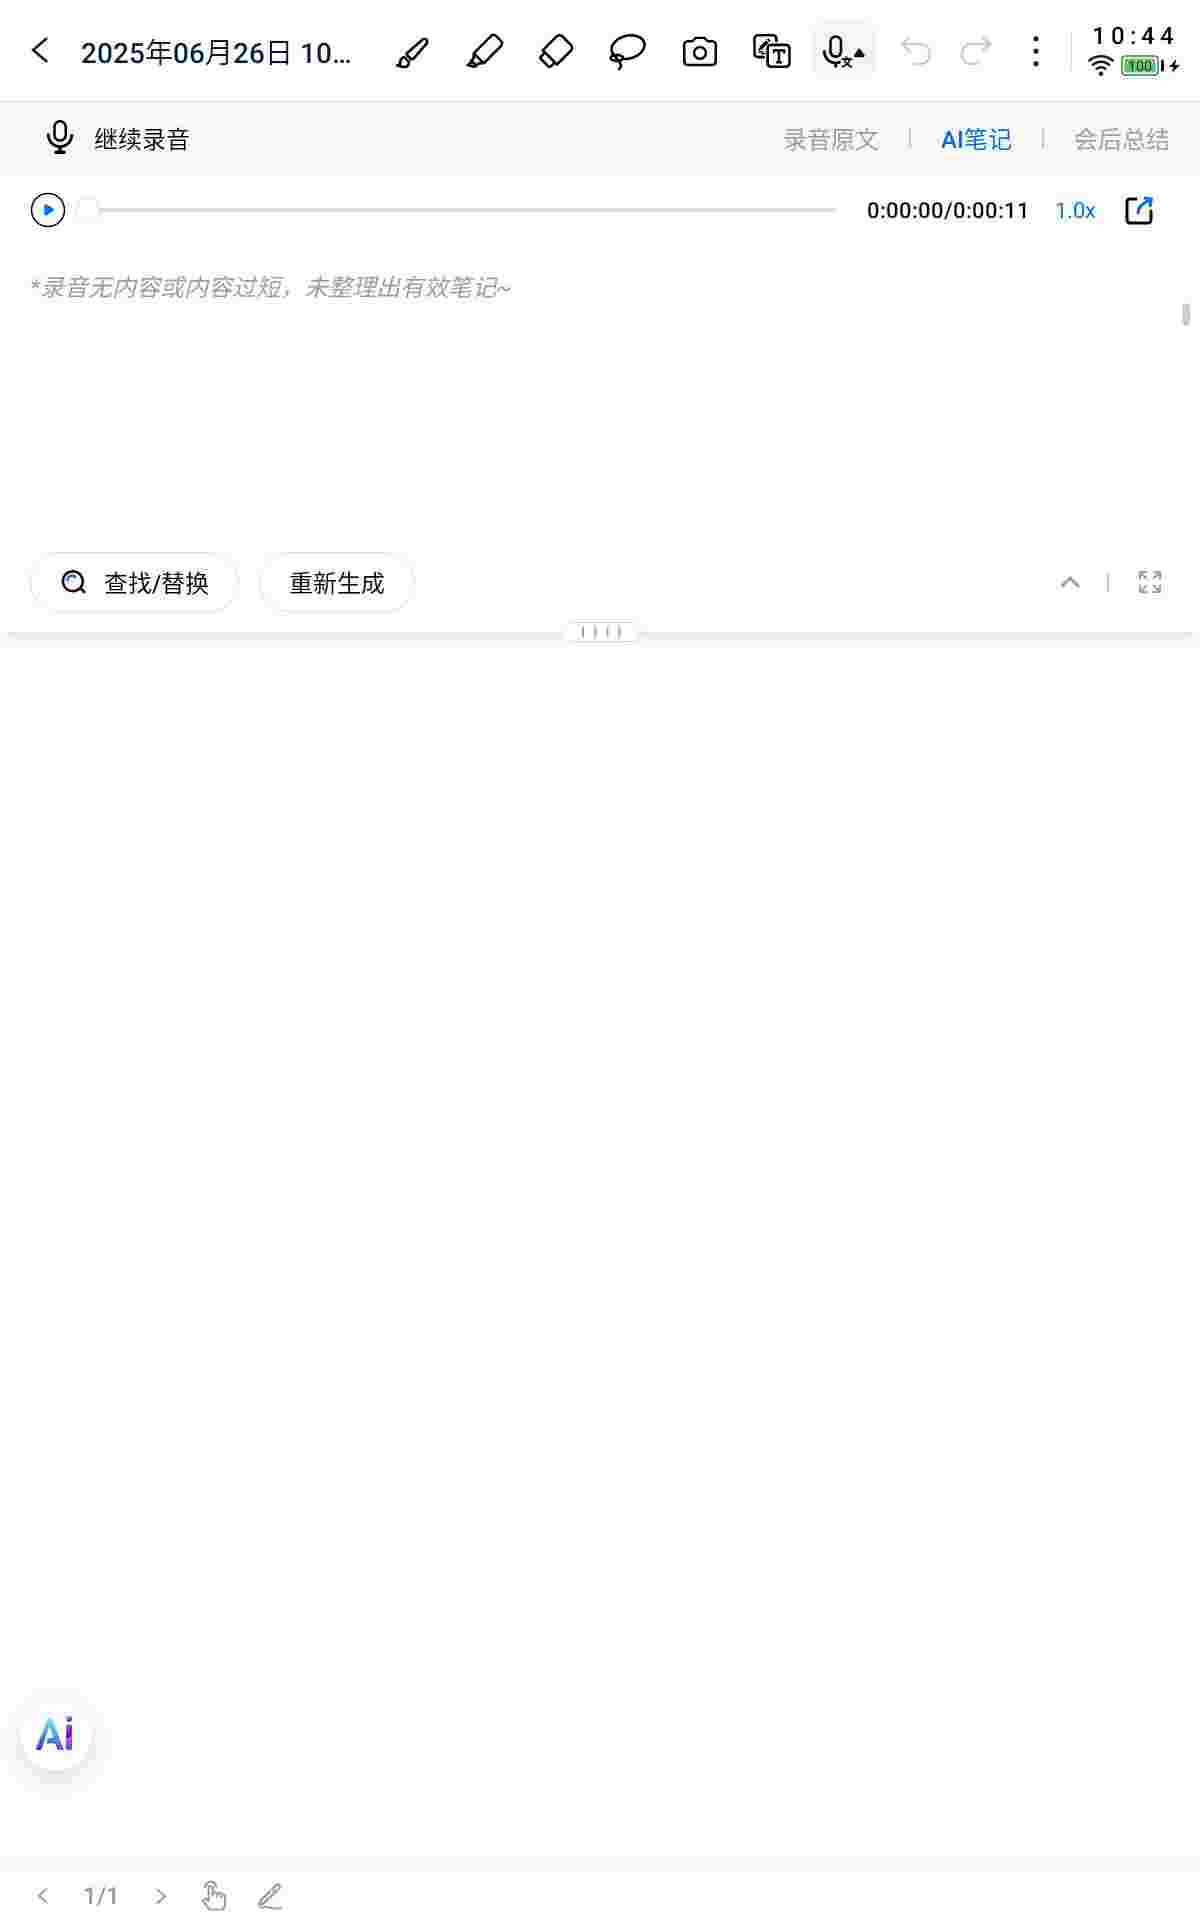 2025年06月26日 10...
10:44
100
继续录音
录音原文
AI笔记
会后总结
0:00:00/0:00:11
1.0x
*录音无内容或内容过短，未整理出有效笔记~
查找/替换
重新生成
Ai
1/1